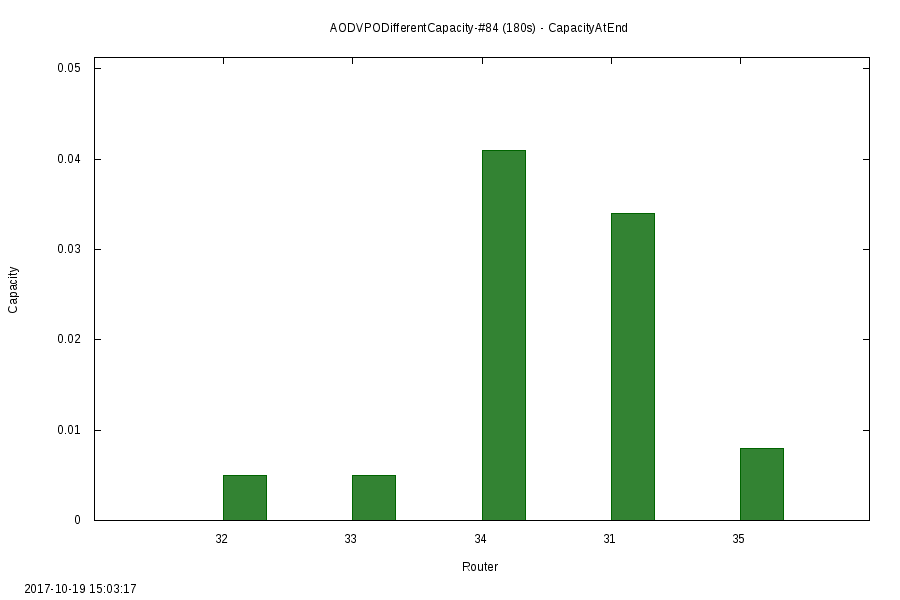 AODVPODifferentCapacity-#84 (180s) - CapacityAtEnd
0.05
0.04
0.03
0.02
0.01
0
Capacity
32 33 34 31 35
Router
2017-10-19 15:03:17